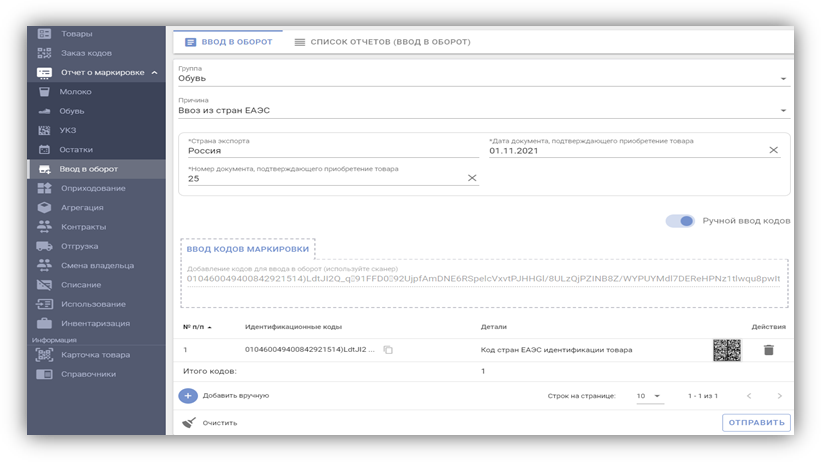 Товары
Заказ кодов
Отчет о маркировке
Молоко
Обувь
УКЗ
Остатки
Ввод в оборот
Оприходование
Агрегация
Контракты
Отгрузка
Смена владельца
Списание
Использование
Инвентаризация
Информация
Карточка товара
Справочники
ВВОД В ОБОРОТ
СПИСОК ОТЧЕТОВ (ВВОД В ОБОРОТ)
Группа
Обувь
Причина
Ввоз из стран ЕАЭС
*Страна экспорта
Россия
*Дата документа, подтверждающего приобретение товара
01.11.2021
*Номер документа, подтверждающего приобретение товара
25
Ручной ввод кодов
ВВОД КОДОВ МАРКИРОВКИ
Добавление кодов для ввода в оборот (используйте сканер)
№ п/п Идентификационные коды Детали Действия
1 010460049400842921514)LdtJI2 ... Код стран ЕАЭС идентификации товара
Итого кодов: 1
Добавить вручную
Строк на странице: 10 1 - 1 из 1
Очистить
ОТПРАВИТЬ